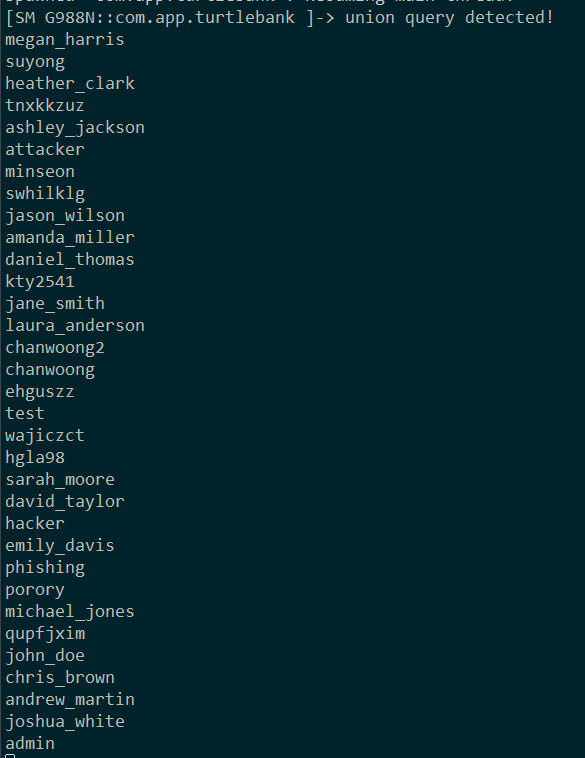 [SM G988N::com.app.turtlebank ]-> union query detected!
megan_harris
suyong
heather_clark
tnxkkzuz
ashley_jackson
attacker
minseon
swhilklg
jason_wilson
amanda_miller
daniel_thomas
kty2541
jane_smith
laura_anderson
chanwoong2
chanwoong
ehguszz
test
wajiczct
hgla98
sarah_moore
david_taylor
hacker
emily_davis
phishing
porory
michael_jones
qupfjxim
john_doe
chris_brown
andrew_martin
joshua_white
admin